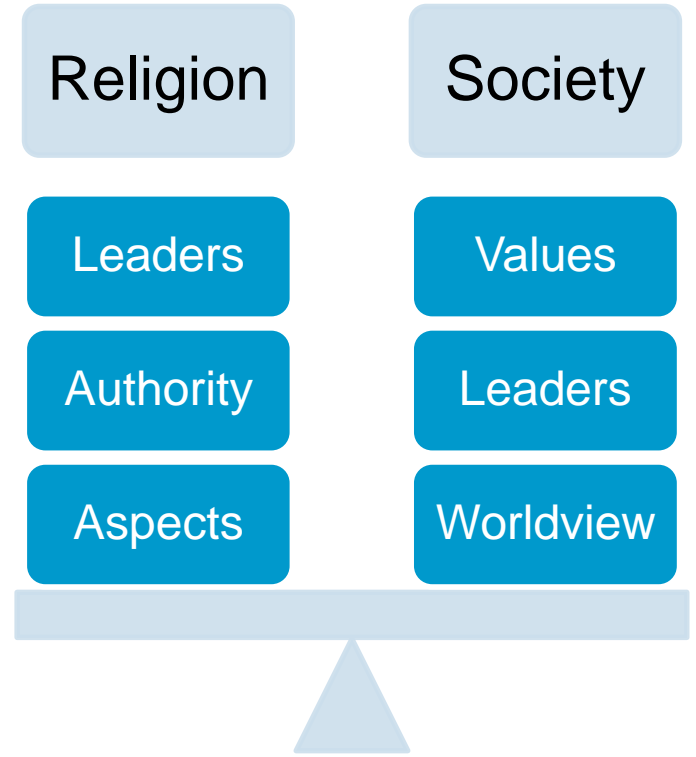 Religion
Society
Leaders
Values
Authority
Leaders
Aspects
Worldview